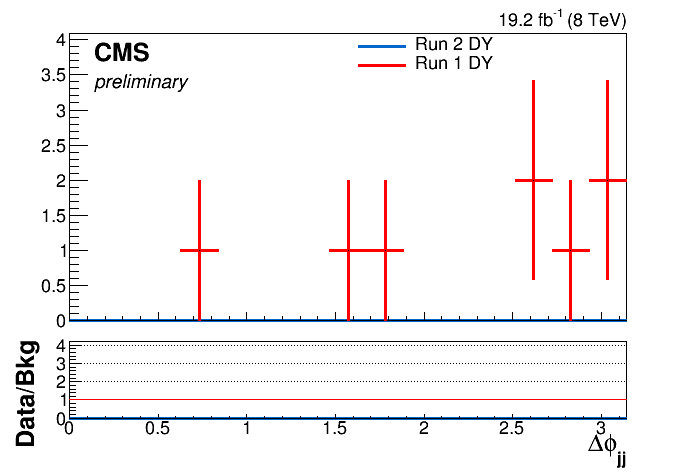 19.2 fb⁻¹ (8 TeV)
CMS
preliminary
Run 2 DY
Run 1 DY
4
3.5
3
2.5
2
1.5
1
0.5
0
Data/Bkg
4
3
2
1
0
0 0.5 1 1.5 2 2.5 3
Δϕjj